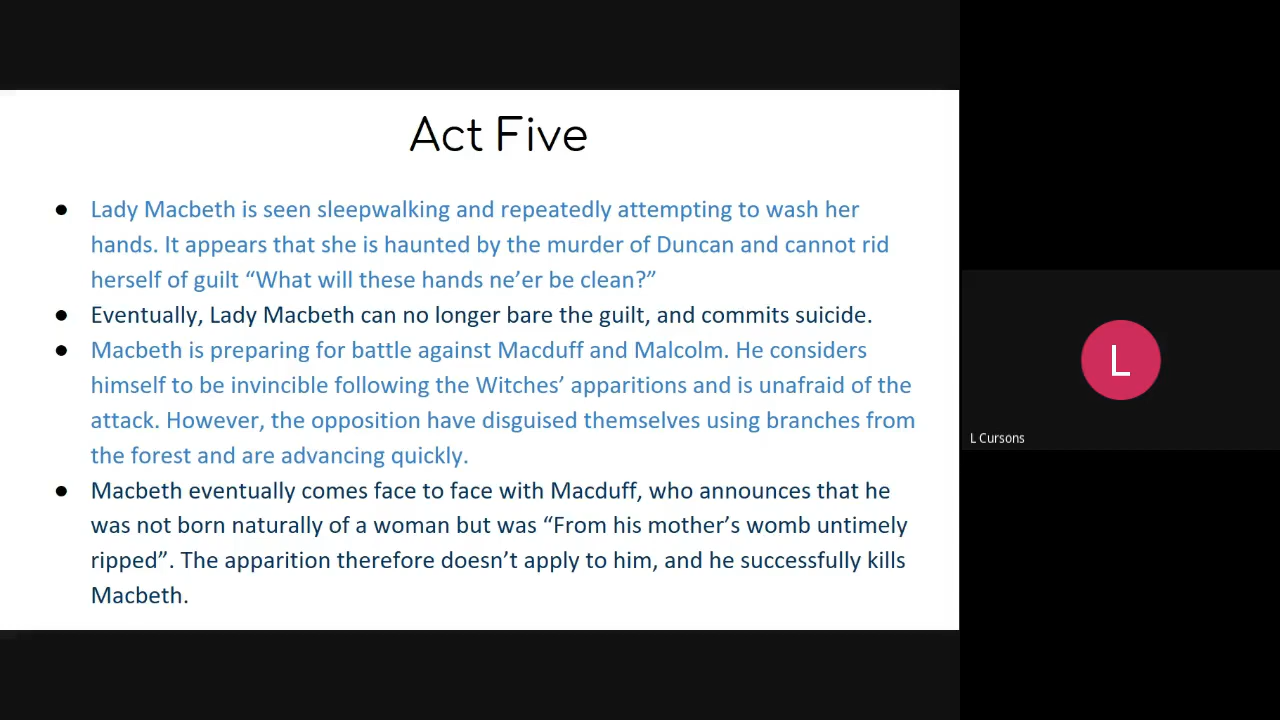 Act Five
● Lady Macbeth is seen sleepwalking and repeatedly attempting to wash her
hands. It appears that she is haunted by the murder of Duncan and cannot rid
herself of guilt “What will these hands ne’er be clean?”
● Eventually, Lady Macbeth can no longer bare the guilt, and commits suicide.
● Macbeth is preparing for battle against Macduff and Malcolm. He considers
himself to be invincible following the Witches’ apparitions and is unafraid of the
attack. However, the opposition have disguised themselves using branches from
the forest and are advancing quickly.
● Macbeth eventually comes face to face with Macduff, who announces that he
was not born naturally of a woman but was “From his mother’s womb untimely
ripped”. The apparition therefore doesn’t apply to him, and he successfully kills
Macbeth.
L
L Cursons